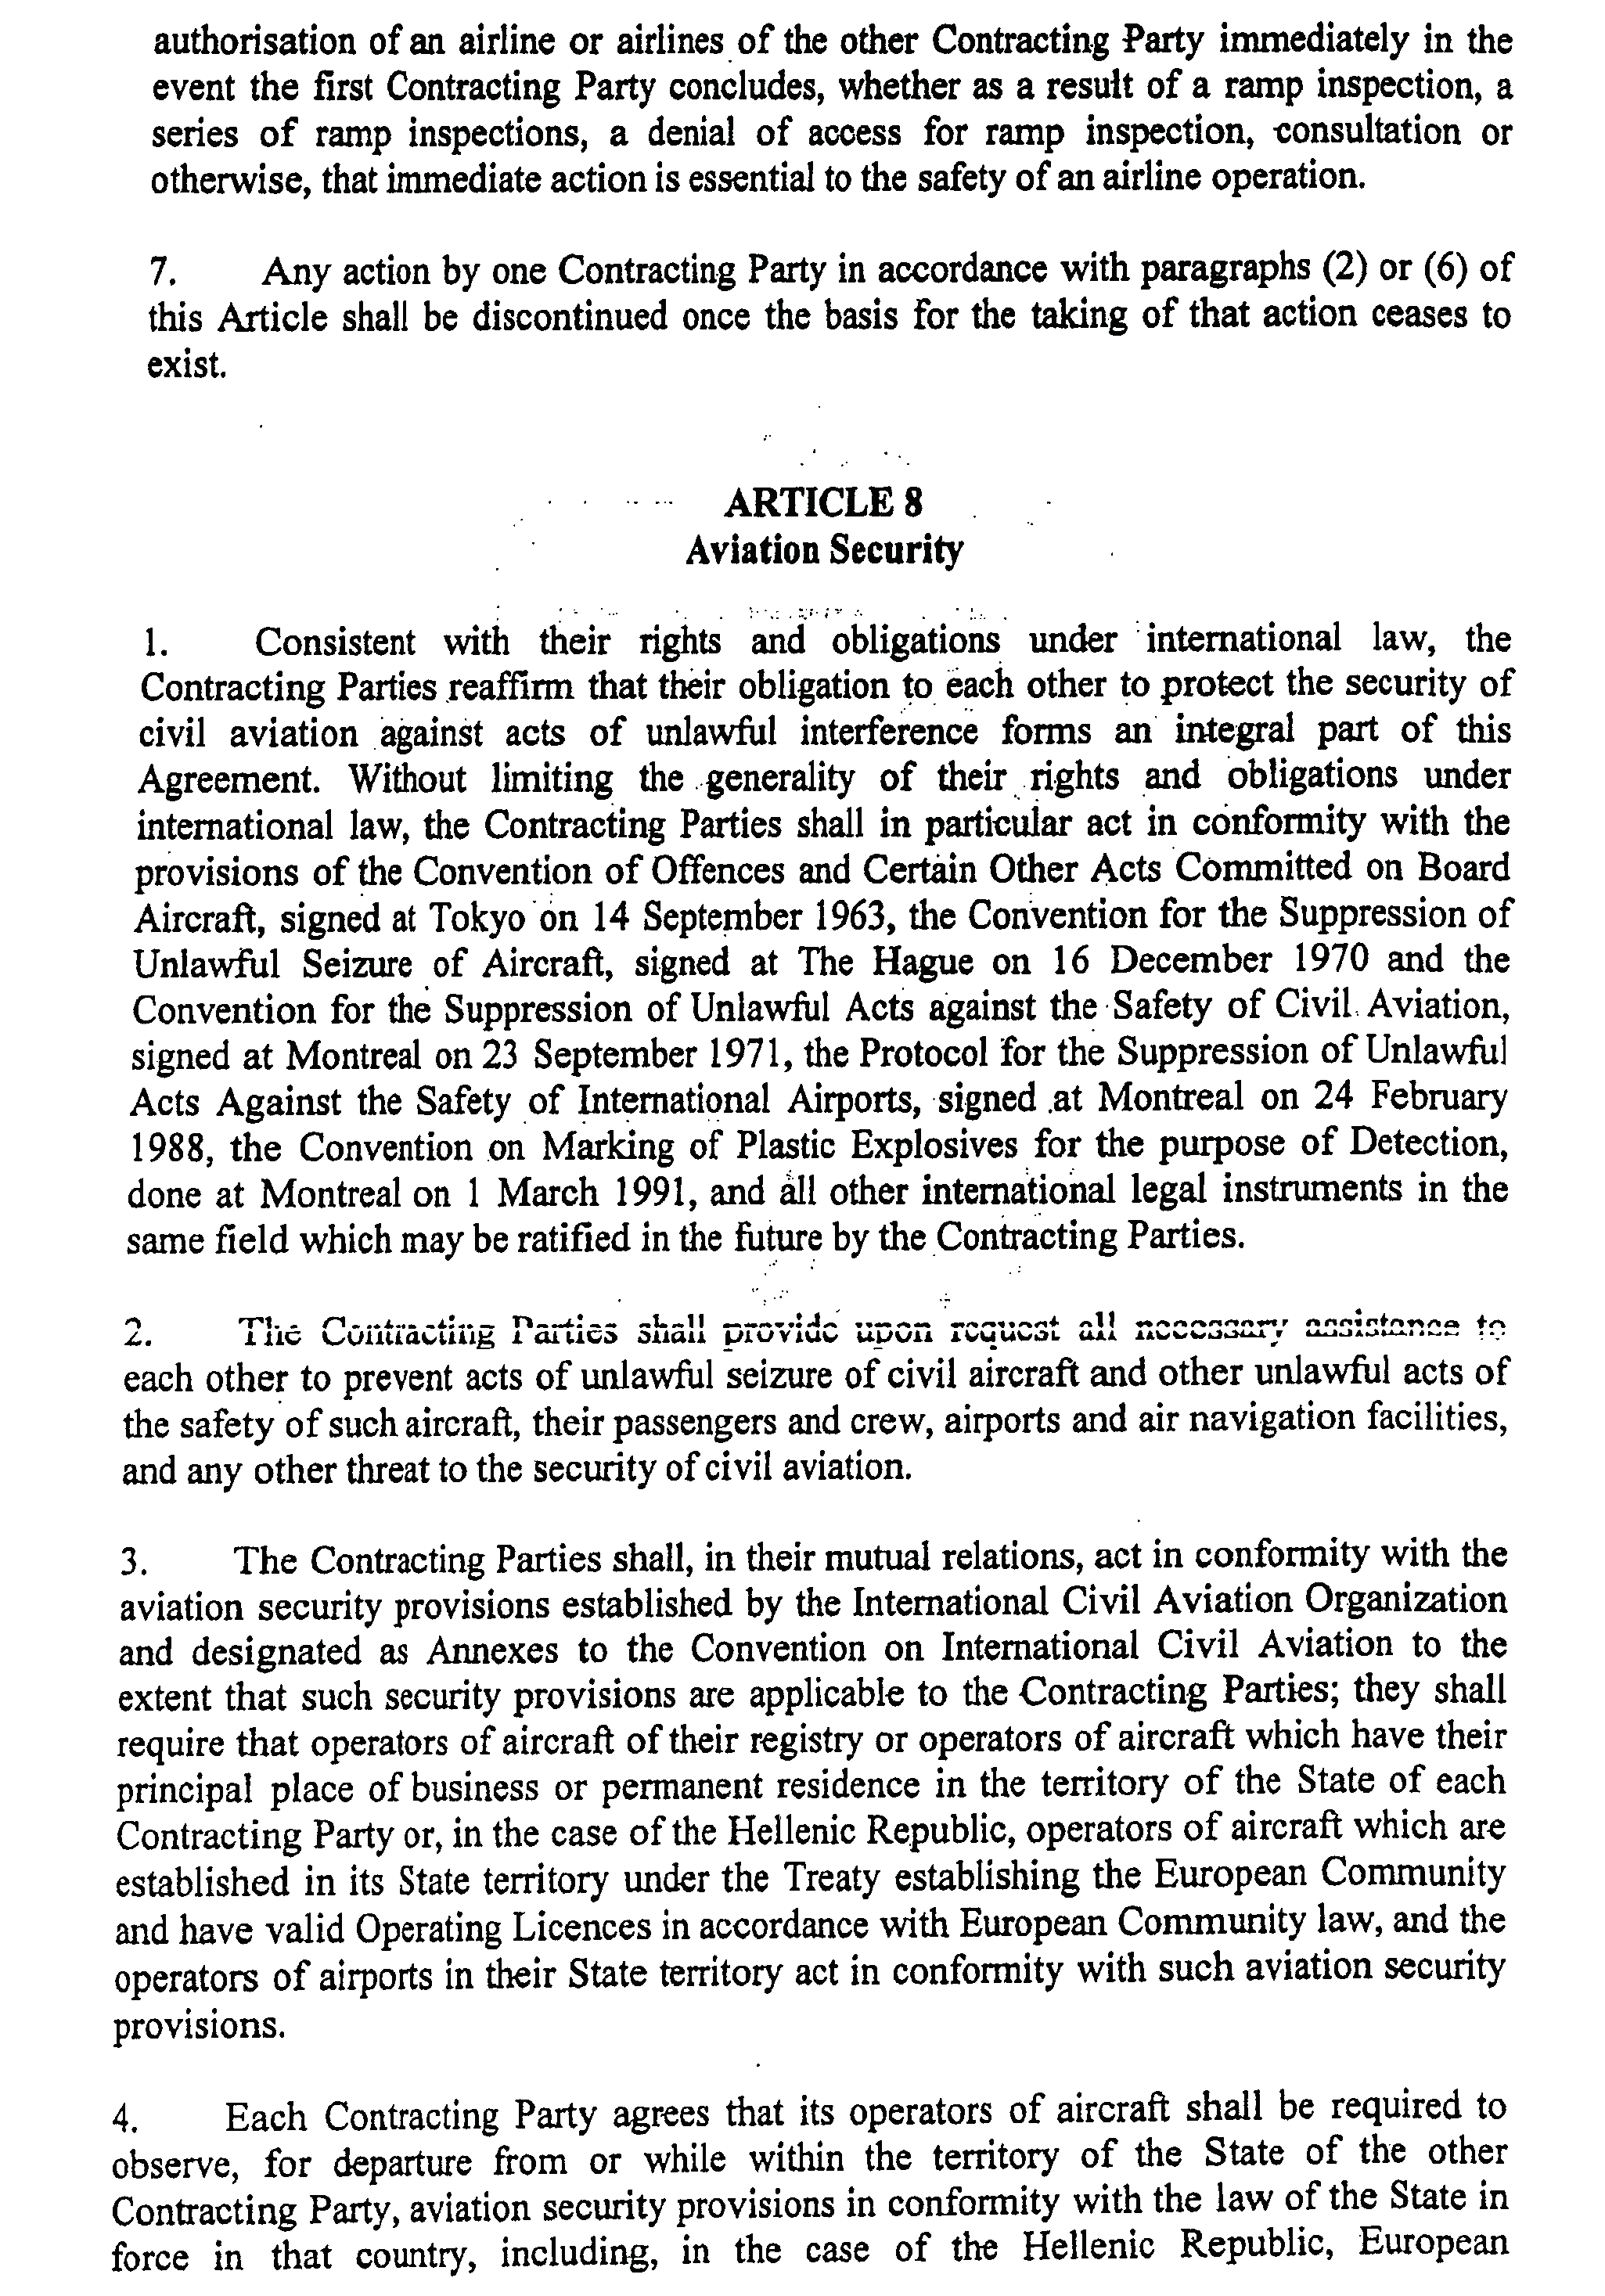 authorisation of an airline or airlines of the other Contracting Party immediately in the
event the first Contracting Party concludes, whether as a result of a ramp inspection, a
series of ramp inspections, a denial of access for ramp inspection, consultation or
otherwise, that immediate action is essential to the safety of an airline operation.
7. Any action by one Contracting Party in accordance with paragraphs (2) or (6) of
this Article shall be discontinued once the basis for the taking of that action ceases to
exist.
ARTICLE 8
Aviation Security
1. Consistent with their rights and obligations under international law, the
Contracting Parties reaffirm that their obligation to each other to protect the security of
civil aviation against acts of unlawful interference forms an integral part of this
Agreement. Without limiting the generality of their rights and obligations under
international law, the Contracting Parties shall in particular act in conformity with the
provisions of the Convention of Offences and Certain Other Acts Committed on Board
Aircraft, signed at Tokyo on 14 September 1963, the Convention for the Suppression of
Unlawful Seizure of Aircraft, signed at The Hague on 16 December 1970 and the
Convention for the Suppression of Unlawful Acts against the Safety of Civil Aviation,
signed at Montreal on 23 September 1971, the Protocol for the Suppression of Unlawful
Acts Against the Safety of International Airports, signed at Montreal on 24 February
1988, the Convention on Marking of Plastic Explosives for the purpose of Detection,
done at Montreal on 1 March 1991, and all other international legal instruments in the
same field which may be ratified in the future by the Contracting Parties.
2. The Contracting Parties shall provide upon request all necessary assistance to
each other to prevent acts of unlawful seizure of civil aircraft and other unlawful acts of
the safety of such aircraft, their passengers and crew, airports and air navigation facilities,
and any other threat to the security of civil aviation.
3. The Contracting Parties shall, in their mutual relations, act in conformity with the
aviation security provisions established by the International Civil Aviation Organization
and designated as Annexes to the Convention on International Civil Aviation to the
extent that such security provisions are applicable to the Contracting Parties; they shall
require that operators of aircraft of their registry or operators of aircraft which have their
principal place of business or permanent residence in the territory of the State of each
Contracting Party or, in the case of the Hellenic Republic, operators of aircraft which are
established in its State territory under the Treaty establishing the European Community
and have valid Operating Licences in accordance with European Community law, and the
operators of airports in their State territory act in conformity with such aviation security
provisions.
4. Each Contracting Party agrees that its operators of aircraft shall be required to
observe, for departure from or while within the territory of the State of the other
Contracting Party, aviation security provisions in conformity with the law of the State in
force in that country, including, in the case of the Hellenic Republic, European